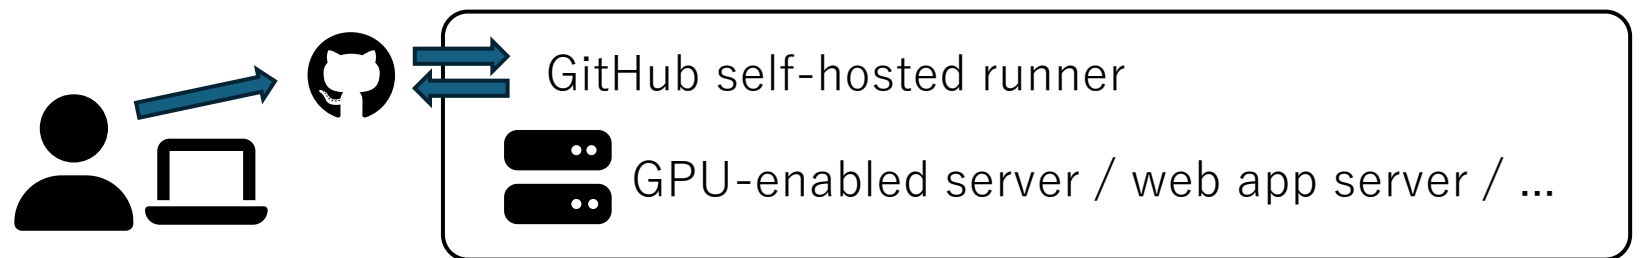 GitHub self-hosted runner
GPU-enabled server / web app server / ...